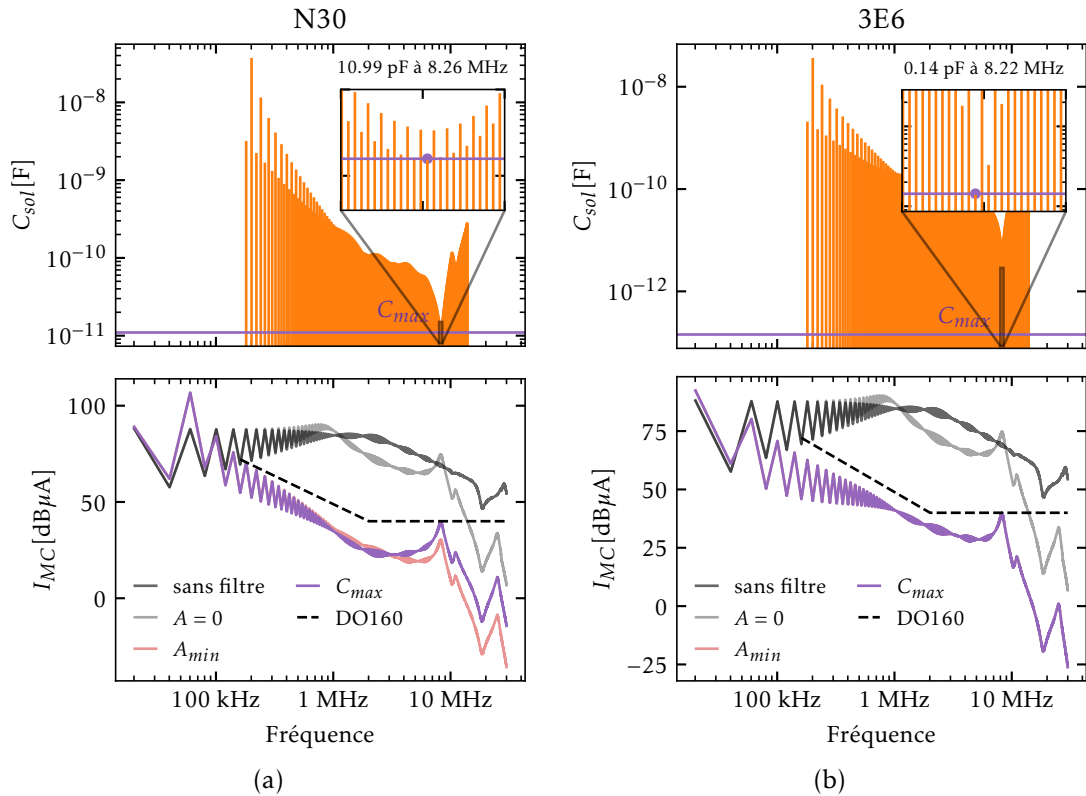 N30
10.99 pF à 8.26 MHz
C_sol [F]
10^-8
10^-9
10^-10
10^-11
C_max
3E6
0.14 pF à 8.22 MHz
C_sol [F]
10^-8
10^-10
10^-12
C_max
I_MC [dBµA]
100
50
0
sans filtre
A = 0
A_min
C_max
DO160
100 kHz
1 MHz
10 MHz
Fréquence
(a)
I_MC [dBµA]
75
50
25
0
−25
sans filtre
A = 0
A_min
C_max
DO160
100 kHz
1 MHz
10 MHz
Fréquence
(b)